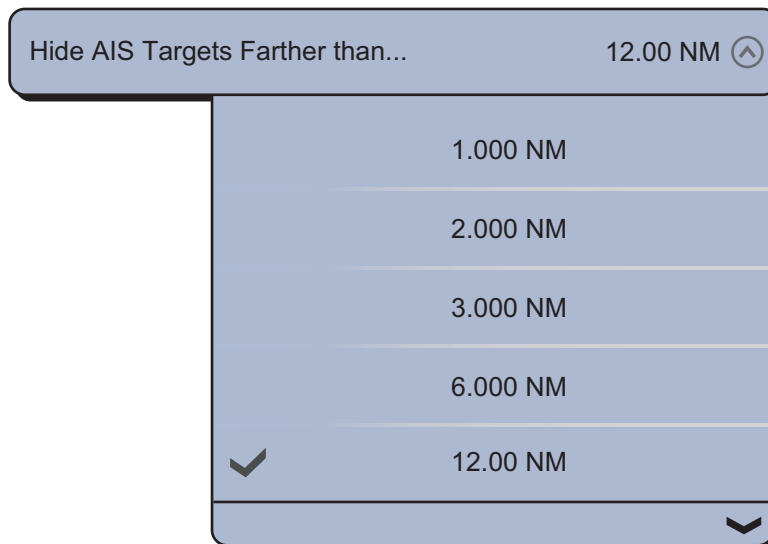 Hide AIS Targets Farther than... 12.00 NM
1.000 NM
2.000 NM
3.000 NM
6.000 NM
12.00 NM